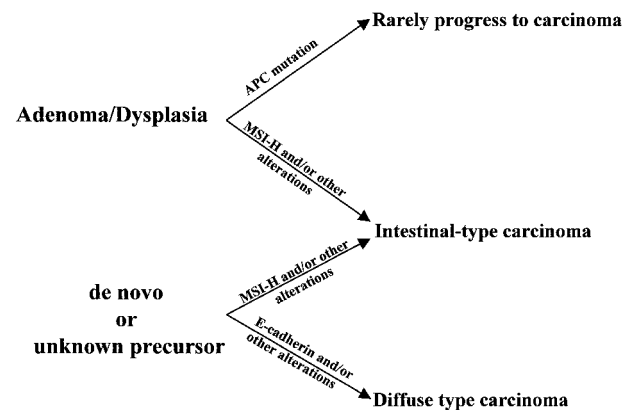 Rarely progress to carcinoma
APC mutation
Adenoma/Dysplasia
MSI-H and/or other
alterations
Intestinal-type carcinoma
MSI-H and/or other
alterations
de novo
or
unknown precursor
E-cadherin and/or
other alterations
Diffuse type carcinoma